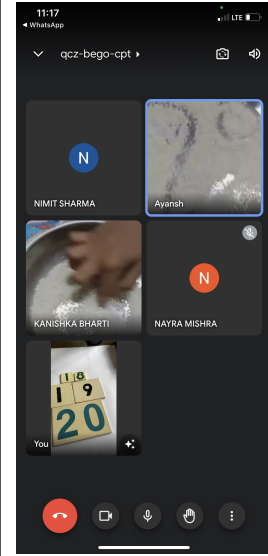 11:17
LTE
WhatsApp
qcz-bego-cpt
N
NIMIT SHARMA
Ayansh
KANISHKA BHARTI
N
NAYRA MISHRA
18
19
20
You